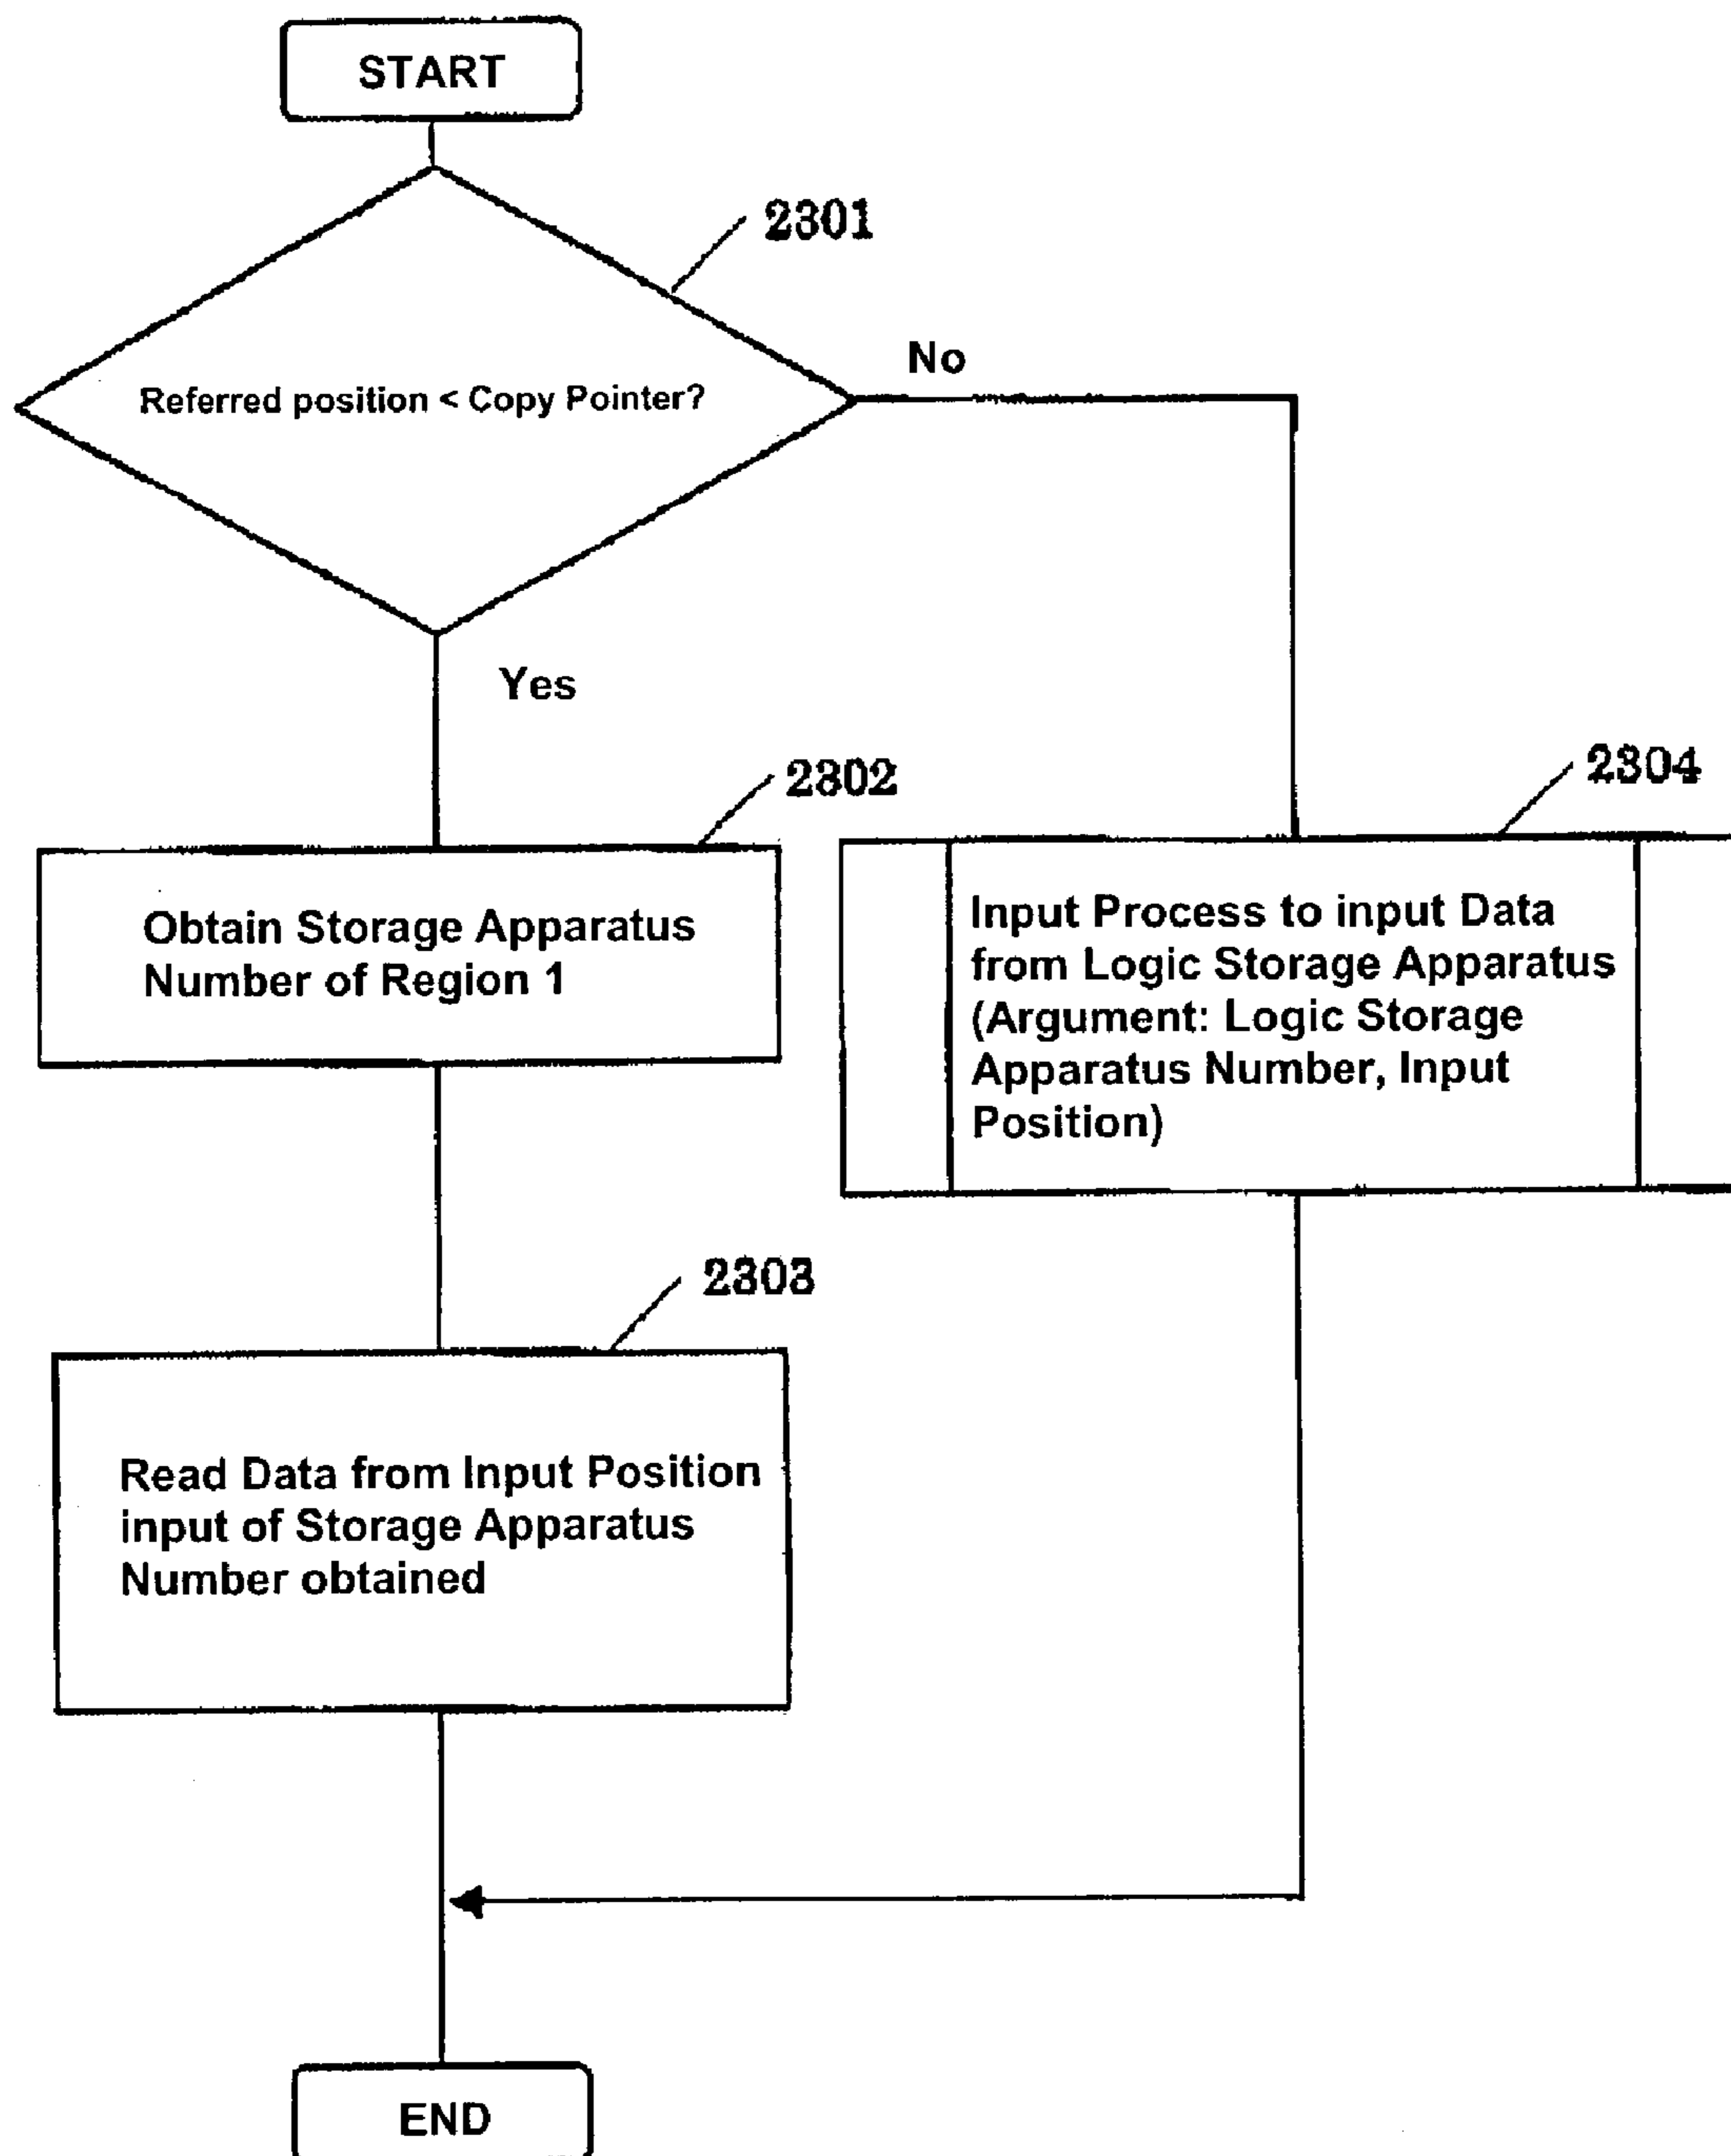 START
2301
No
Referred position < Copy Pointer?
Yes
2302
2304
Obtain Storage Apparatus
Number of Region 1
Input Process to input Data
from Logic Storage Apparatus
(Argument: Logic Storage
Apparatus Number, Input
Position)
2303
Read Data from Input Position
input of Storage Apparatus
Number obtained
END